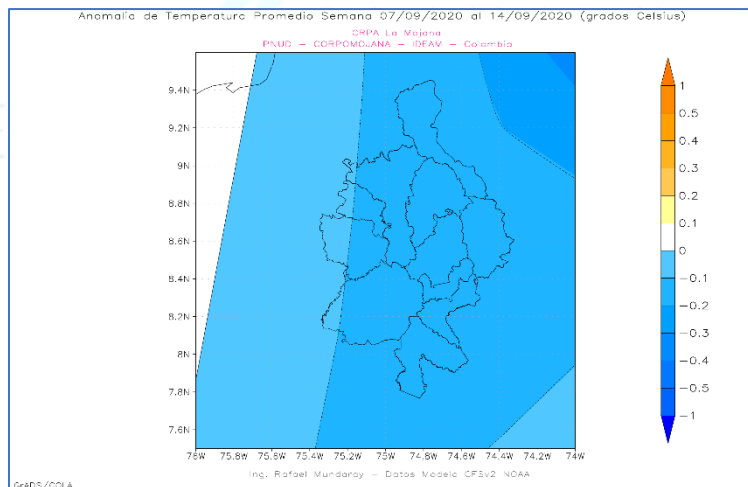 Anomalía de Temperatura Promedio Semana 07/09/2020 al 14/09/2020 (grados Celsius)
CRPA La Mojana
PNUD – CORPOMOJANA – IDEAM – Colombia
9.4N
9.2N
9N
8.8N
8.6N
8.4N
8.2N
8N
7.8N
7.6N
76W 75.8W 75.6W 75.4W 75.2W 75W 74.8W 74.6W 74.4W 74.2W 74W
1
0.5
0.4
0.3
0.2
0.1
0
−0.1
−0.2
−0.3
−0.4
−0.5
−1
Ing. Rafael Mundaray – Datos Modelo CFSv2 NOAA
GrADS/COLA